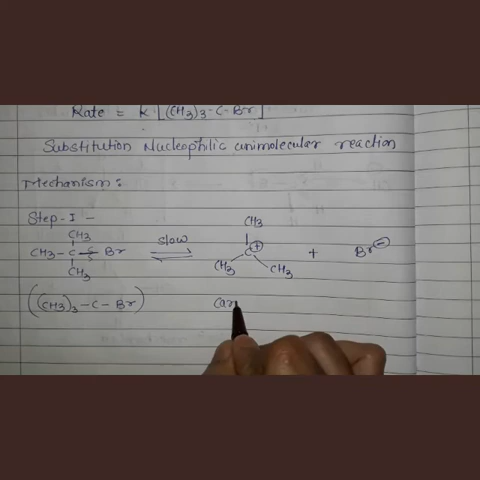 Rate = k [(CH3)3-C-Br]
Substitution Nucleophilic unimolecular reaction
Mechanism:
Step-I -
CH3 CH3
CH3-C-Br slow C+ + Br-
CH3 CH3 CH3
((CH3)3-C-Br) Car